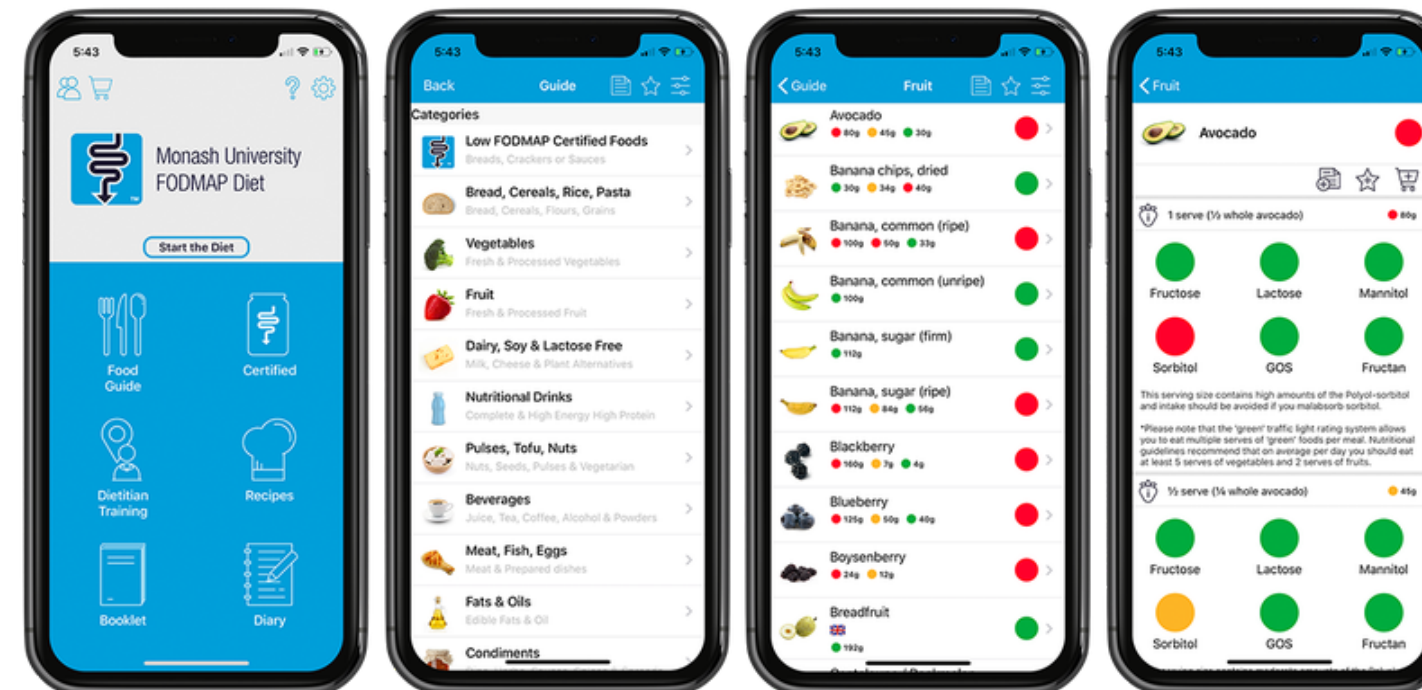 5:43
Monash University
FODMAP Diet
TM
Start the Diet
Food
Guide
Certified
Dietitian
Training
Recipes
Booklet
Diary
5:43
Back
Guide
Categories
Low FODMAP Certified Foods
Breads, Crackers or Sauces
Bread, Cereals, Rice, Pasta
Bread, Cereals, Flours, Grains
Vegetables
Fresh & Processed Vegetables
Fruit
Fresh & Processed Fruit
Dairy, Soy & Lactose Free
Milk, Cheese & Plant Alternatives
Nutritional Drinks
Complete & High Energy High Protein
Pulses, Tofu, Nuts
Nuts, Seeds, Pulses & Vegetarian
Beverages
Juice, Tea, Coffee, Alcohol & Powders
Meat, Fish, Eggs
Meat & Prepared dishes
Fats & Oils
Edible Fats & Oil
Condiments
5:43
Guide
Fruit
Avocado
80g 45g 30g
Banana chips, dried
30g 34g 40g
Banana, common (ripe)
100g 50g 33g
Banana, common (unripe)
100g
Banana, sugar (firm)
112g
Banana, sugar (ripe)
112g 84g 56g
Blackberry
160g 7g 4g
Blueberry
125g 50g 40g
Boysenberry
24g 12g
Breadfruit
192g
5:43
Fruit
Avocado
1 serve (½ whole avocado) 80g
Fructose Lactose Mannitol
Sorbitol GOS Fructan
This serving size contains high amounts of the Polyol-sorbitol
and intake should be avoided if you malabsorb sorbitol.
*Please note that the 'green' traffic light rating system allows
you to eat multiple serves of 'green' foods per meal. Nutritional
guidelines recommend that on average per day you should eat
at least 5 serves of vegetables and 2 serves of fruits.
½ serve (¼ whole avocado) 45g
Fructose Lactose Mannitol
Sorbitol GOS Fructan